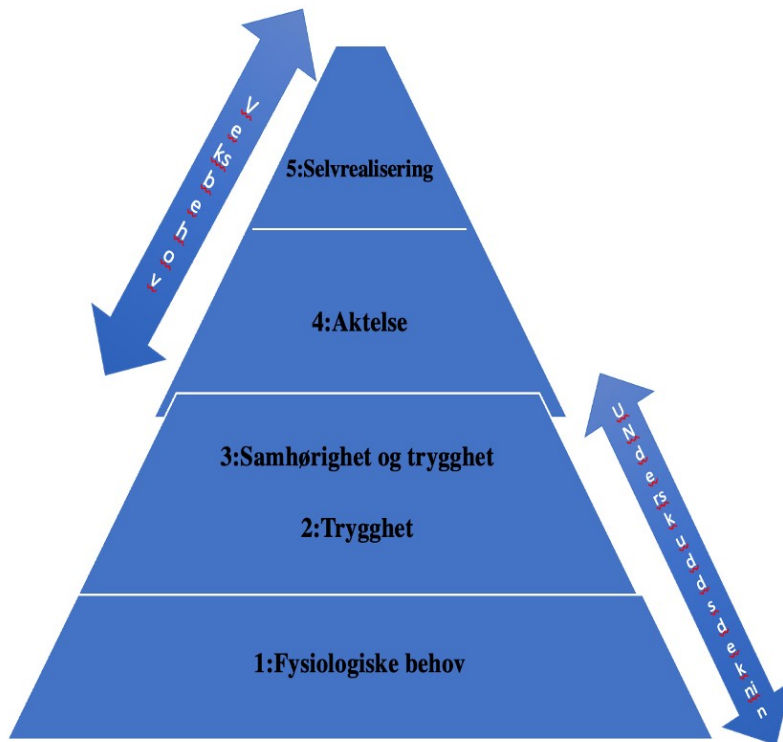 Veksbehov
5:Selvrealisering
4:Aktelse
3:Samhørighet og trygghet
2:Trygghet
1:Fysiologiske behov
UNderskuddsdeknin